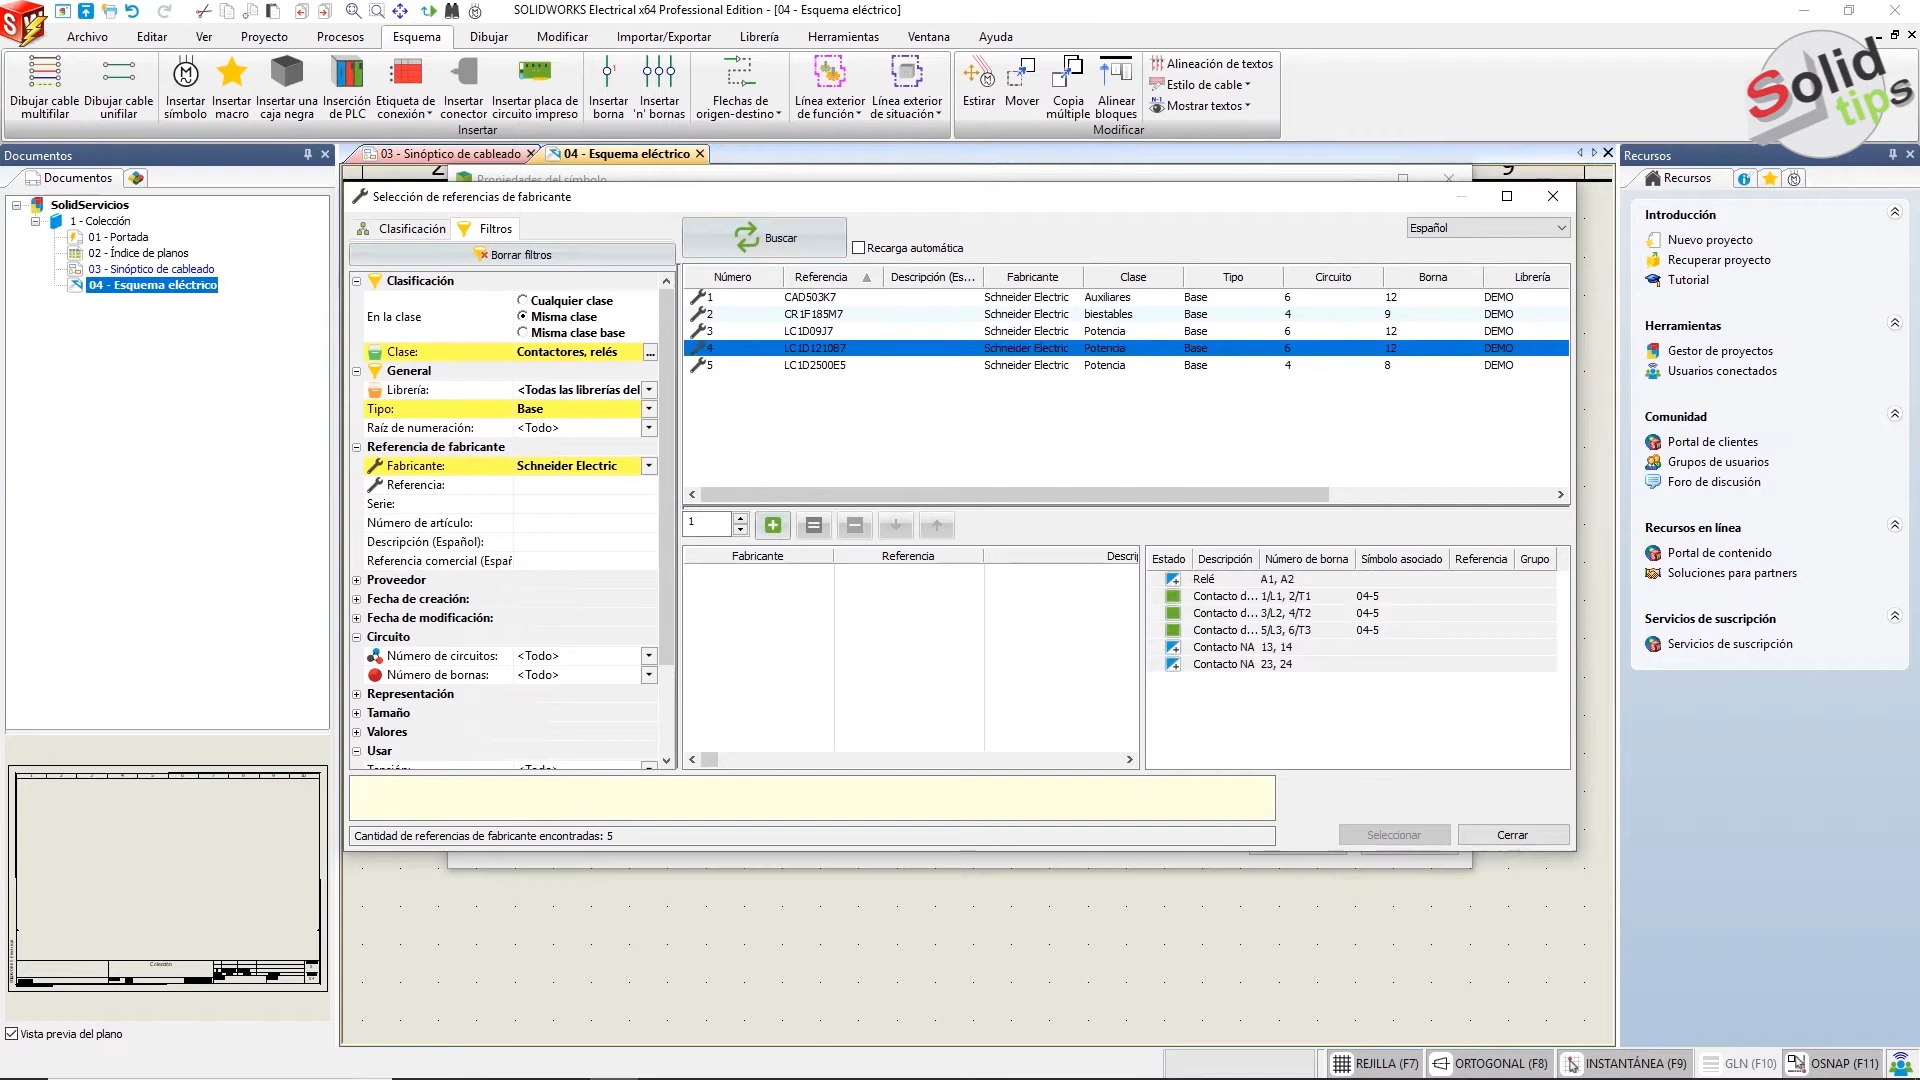 SOLIDWORKS Electrical x64 Professional Edition - [04 - Esquema eléctrico]
Archivo Editar Ver Proyecto Procesos Esquema Dibujar Modificar Importar/Exportar Librería Herramientas Ventana Ayuda
Dibujar cable multifilar
Dibujar cable unifilar
Insertar símbolo
Insertar macro
Insertar una caja negra
Inserción de PLC
Etiqueta de conexión
Insertar conector
Insertar placa de circuito impreso
Insertar borna
Insertar 'n' bornas
Flechas de origen-destino
Línea exterior de función
Línea exterior de situación
Insertar
Estirar
Mover
Copia múltiple
Alinear bloques
Alineación de textos
Estilo de cable
Mostrar textos
Modificar
Solid tips
Documentos
Documentos
SolidServicios
1 - Colección
01 - Portada
02 - Índice de planos
03 - Sinóptico de cableado
04 - Esquema eléctrico
Vista previa del plano
03 - Sinóptico de cableado
04 - Esquema eléctrico
2
9
Propiedades del símbolo
Selección de referencias de fabricante
Clasificación Filtros
Borrar filtros
Clasificación
En la clase
Cualquier clase
Misma clase
Misma clase base
Clase: Contactores, relés ...
General
Librería: <Todas las librerías del
Tipo: Base
Raíz de numeración: <Todo>
Referencia de fabricante
Fabricante: Schneider Electric
Referencia:
Serie:
Número de artículo:
Descripción (Español):
Referencia comercial (Españ
Proveedor
Fecha de creación:
Fecha de modificación:
Circuito
Número de circuitos: <Todo>
Número de bornas: <Todo>
Representación
Tamaño
Valores
Usar
Buscar
Recarga automática
Español
Número Referencia Descripción (Es... Fabricante Clase Tipo Circuito Borna Librería
1 CAD503K7 Schneider Electric Auxiliares Base 6 12 DEMO
2 CR1F185M7 Schneider Electric biestables Base 4 9 DEMO
3 LC1D09J7 Schneider Electric Potencia Base 6 12 DEMO
4 LC1D1210B7 Schneider Electric Potencia Base 6 12 DEMO
5 LC1D2500E5 Schneider Electric Potencia Base 4 8 DEMO
1
Fabricante Referencia Descrip
Estado Descripción Número de borna Símbolo asociado Referencia Grupo
Relé A1, A2
Contacto d... 1/L1, 2/T1 04-5
Contacto d... 3/L2, 4/T2 04-5
Contacto d... 5/L3, 6/T3 04-5
Contacto NA 13, 14
Contacto NA 23, 24
Cantidad de referencias de fabricante encontradas: 5
Seleccionar
Cerrar
Recursos
Recursos
Introducción
Nuevo proyecto
Recuperar proyecto
Tutorial
Herramientas
Gestor de proyectos
Usuarios conectados
Comunidad
Portal de clientes
Grupos de usuarios
Foro de discusión
Recursos en línea
Portal de contenido
Soluciones para partners
Servicios de suscripción
Servicios de suscripción
REJILLA (F7) ORTOGONAL (F8) INSTANTÁNEA (F9) GLN (F10) OSNAP (F11)